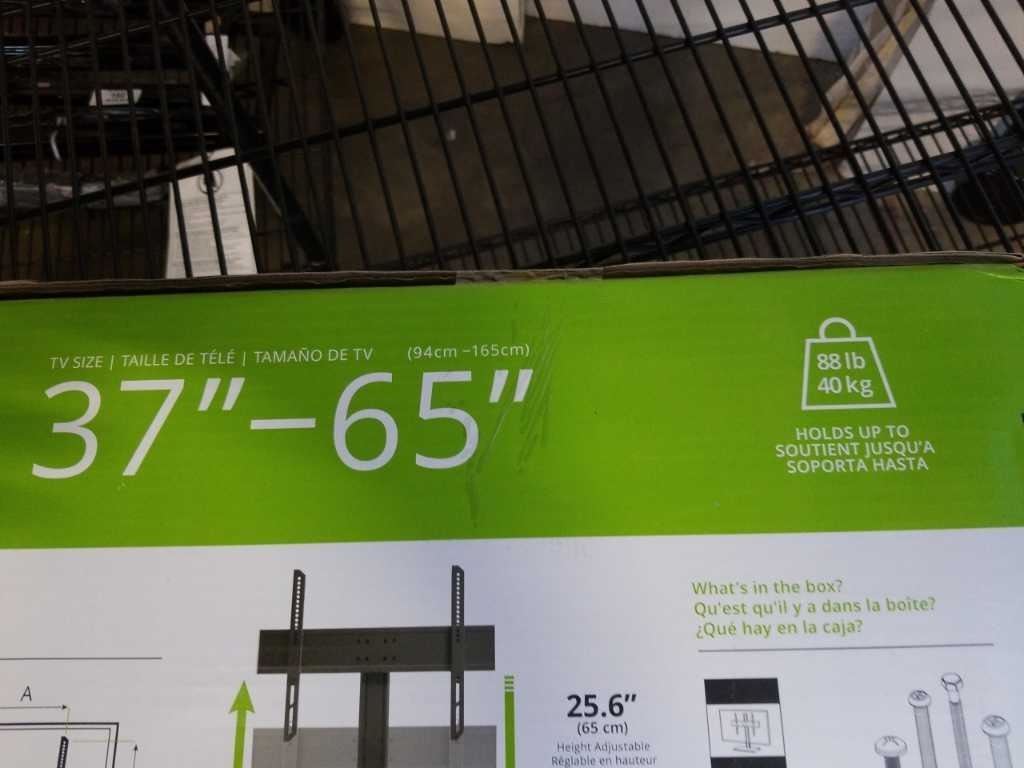 TV SIZE | TAILLE DE TÉLÉ | TAMAÑO DE TV (94cm –165cm)
37”–65”
88 lb
40 kg
HOLDS UP TO
SOUTIENT JUSQU'A
SOPORTA HASTA
What's in the box?
Qu'est qu'il y a dans la boîte?
¿Qué hay en la caja?
A
25.6”
(65 cm)
Height Adjustable
Réglable en hauteur